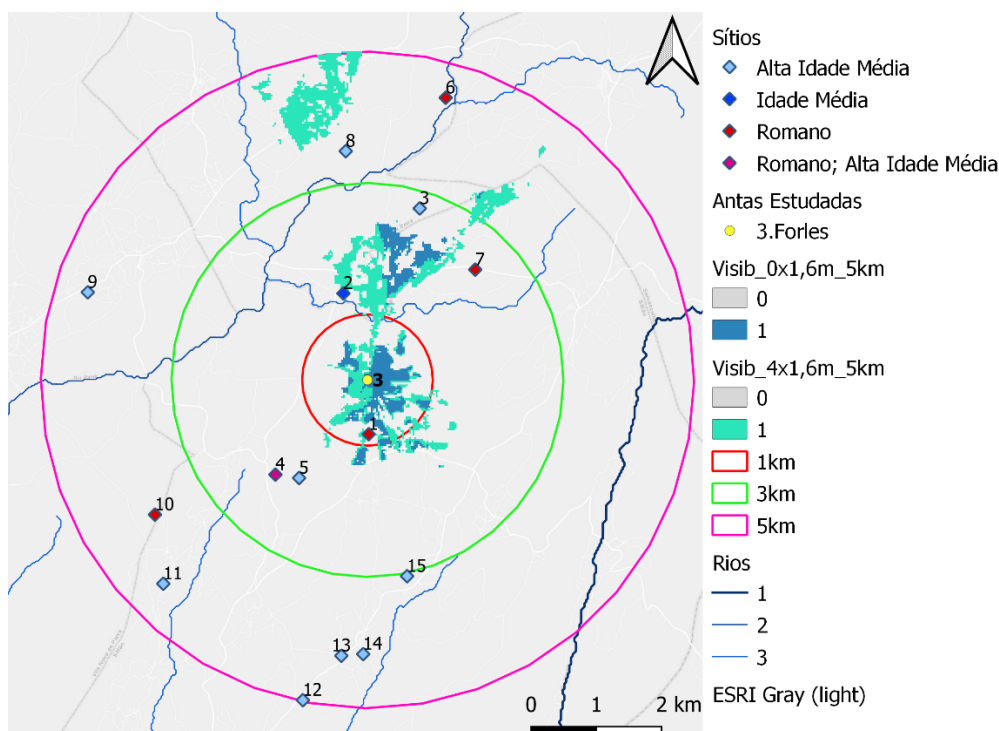 6
8
3
7
9
2
3
1
4
5
10
11
15
13
14
12
0 1 2 km
Sítios
Alta Idade Média
Idade Média
Romano
Romano; Alta Idade Média
Antas Estudadas
3.Forles
Visib_0x1,6m_5km
0
1
Visib_4x1,6m_5km
0
1
1km
3km
5km
Rios
1
2
3
ESRI Gray (light)